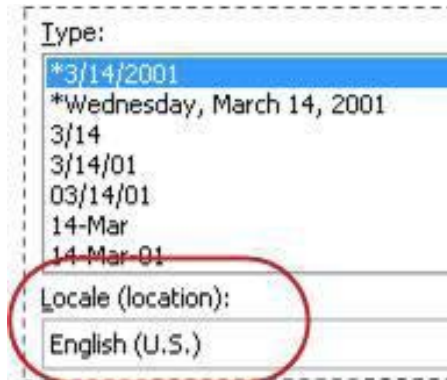 Type:
*3/14/2001
*Wednesday, March 14, 2001
3/14
3/14/01
03/14/01
14-Mar
14-Mar-01
Locale (location):
English (U.S.)